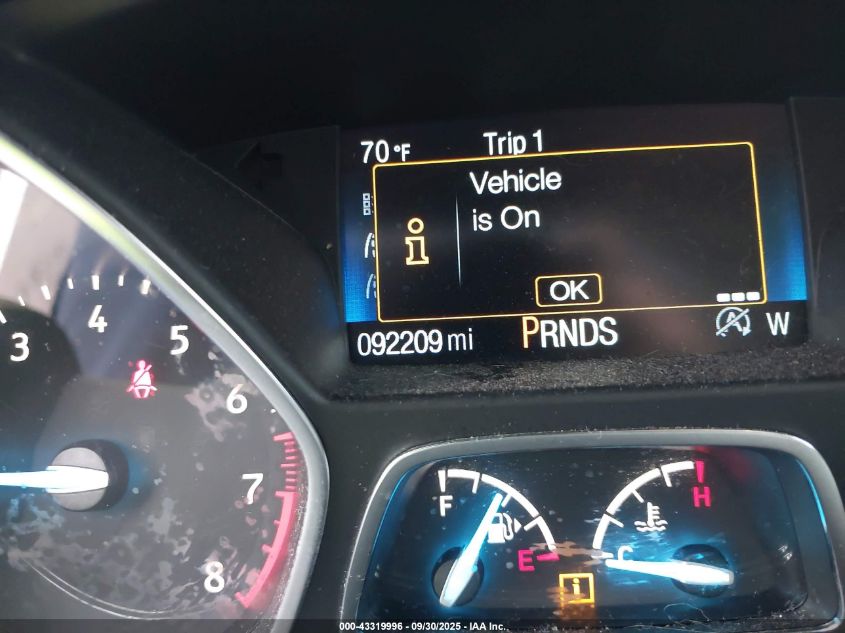 70 °F Trip 1
Vehicle
is On
i
OK
092209 mi PRNDS A W
3 4 5 6 7 8
F E
C H
i
000-43319996 - 09/30/2025 - IAA Inc.